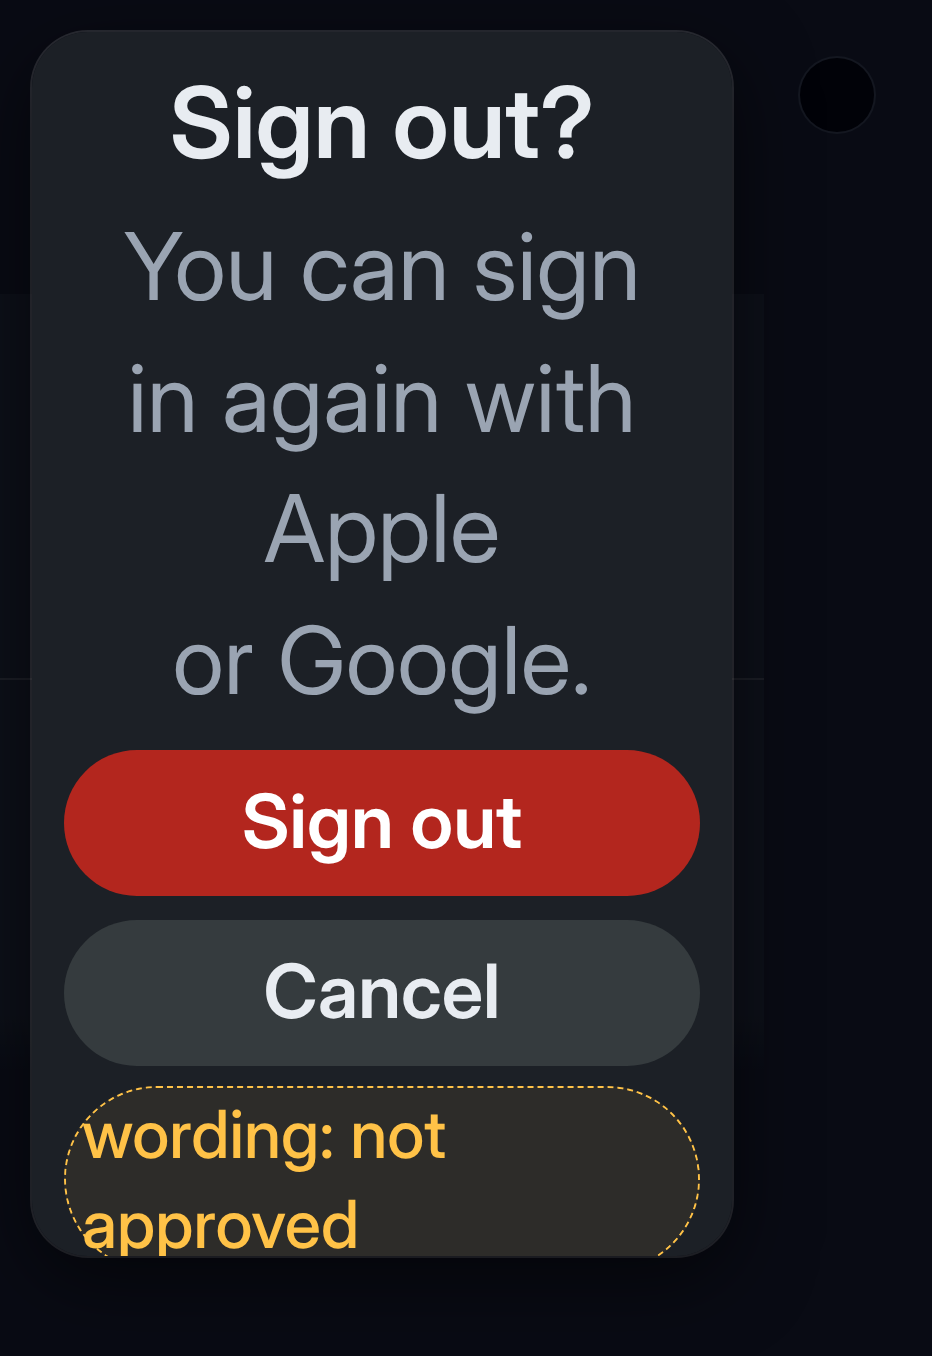 Sign out?
You can sign
in again with
Apple
or Google.
Sign out
Cancel
wording: not
approved